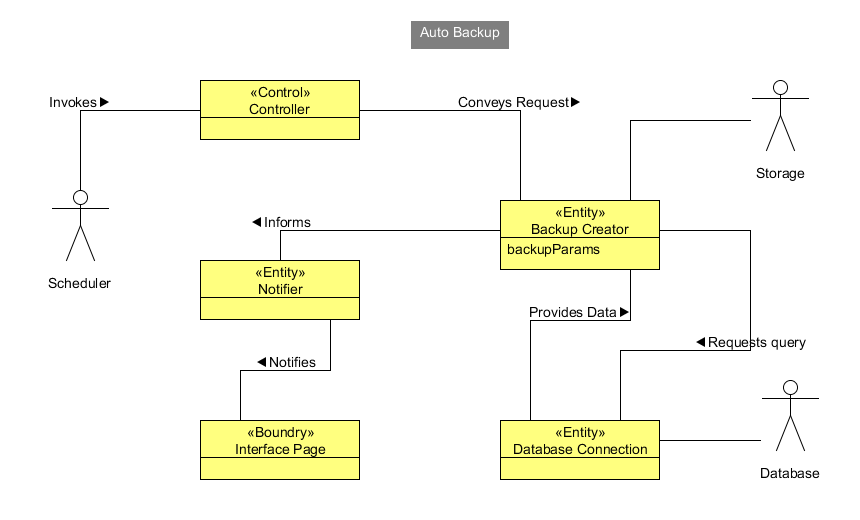 Auto Backup
Invokes
«Control»
Controller
Conveys Request
Storage
Scheduler
Informs
«Entity»
Backup Creator
backupParams
«Entity»
Notifier
Provides Data
Notifies
Requests query
«Boundry»
Interface Page
«Entity»
Database Connection
Database